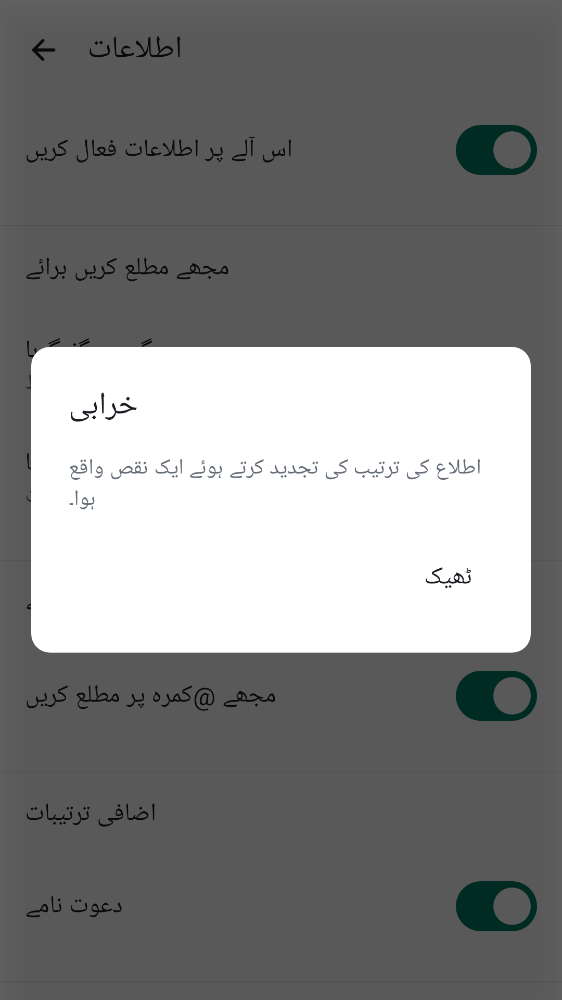 اطلاعات
اس آلے پر اطلاعات فعال کریں
مجھے مطلع کریں برائے
خرابی
اطلاع کی ترتیب کی تجدید کرتے ہوئے ایک نقص واقع
ہوا۔
ٹھیک
مجھے @کمرہ پر مطلع کریں
اضافی ترتیبات
دعوت نامے